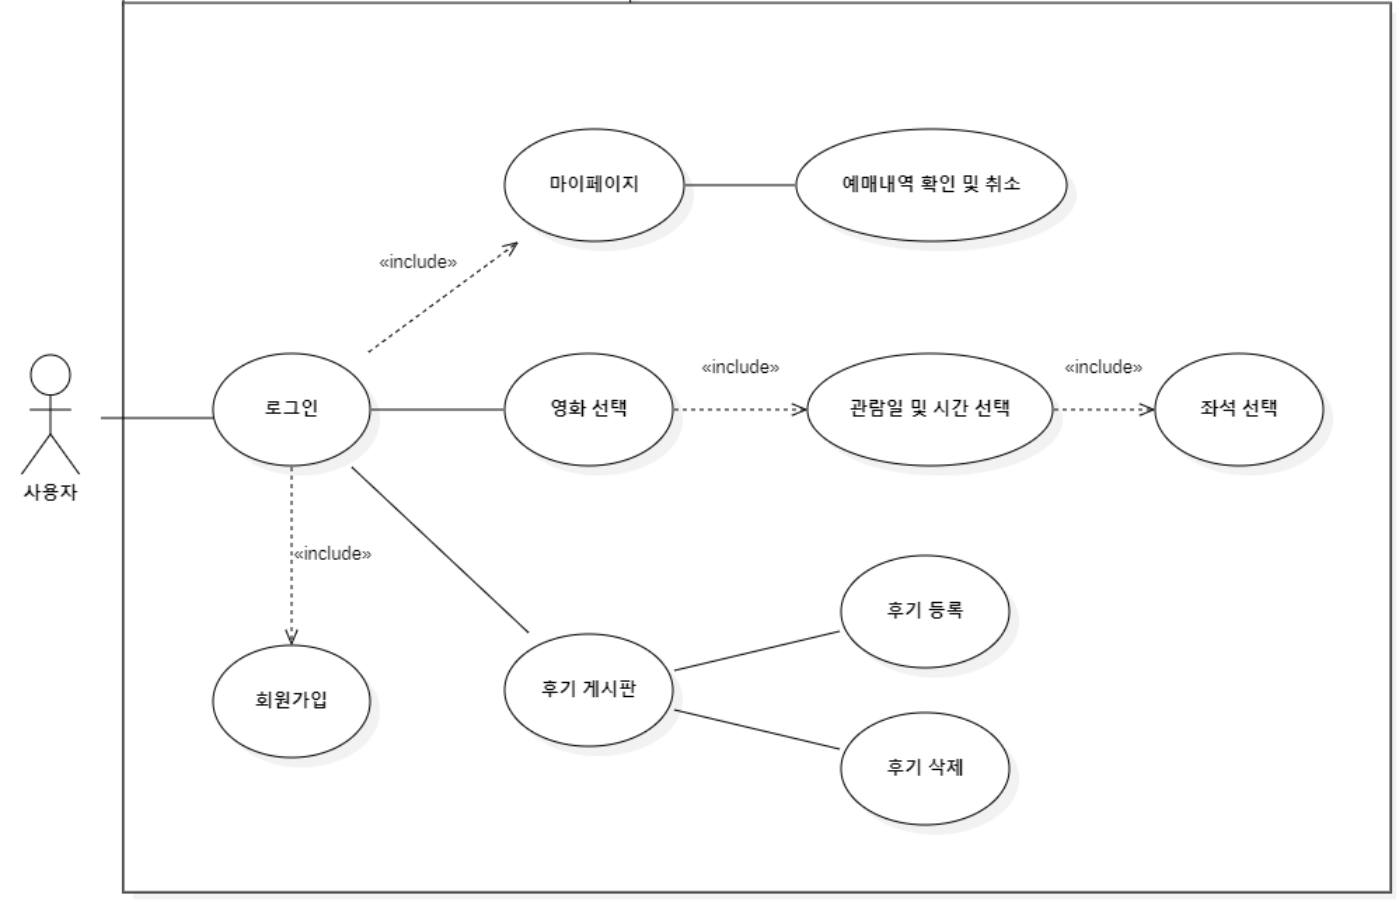 마이페이지
예매내역 확인 및 취소
«include»
«include»
«include»
로그인
영화 선택
관람일 및 시간 선택
좌석 선택
사용자
«include»
후기 등록
회원가입
후기 게시판
후기 삭제